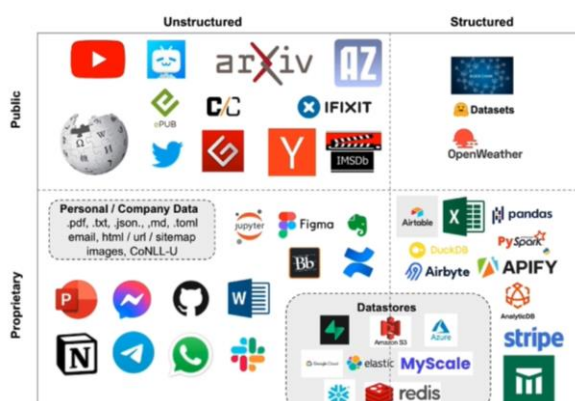 Unstructured
Structured
Public
arXiv
AZ
ePUB
C/C
IFIXIT
IMSDb
Datasets
OpenWeather
Proprietary
Personal / Company Data
.pdf, .txt, .json., ,md, .toml
email, html / url / sitemap
images, CoNLL-U
jupyter
Figma
Bb
Airtable
X
pandas
PySpark
DuckDB
Airbyte
APIFY
AnalyticDB
stripe
P
W
N
Datastores
Amazon S3
Azure
Google Cloud
elastic
MyScale
redis